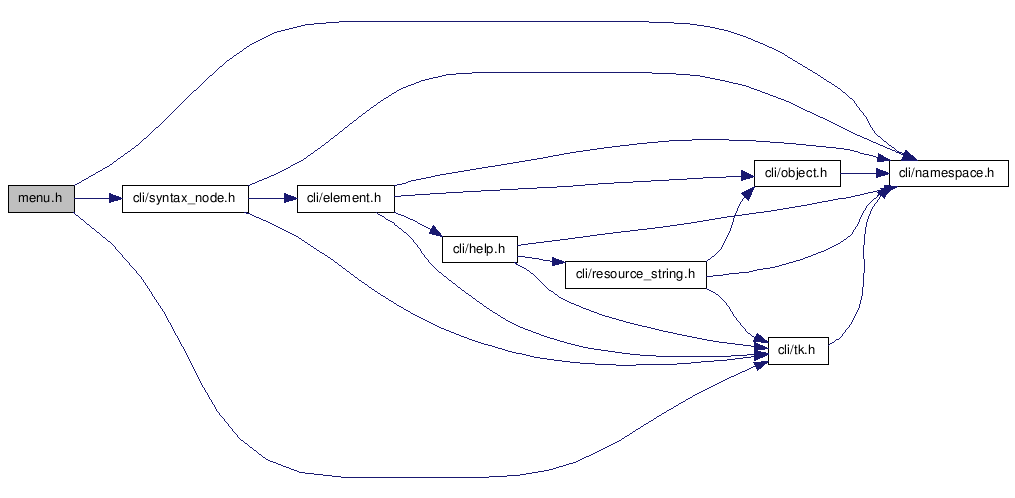 menu.h
cli/syntax_node.h
cli/element.h
cli/help.h
cli/resource_string.h
cli/object.h
cli/tk.h
cli/namespace.h